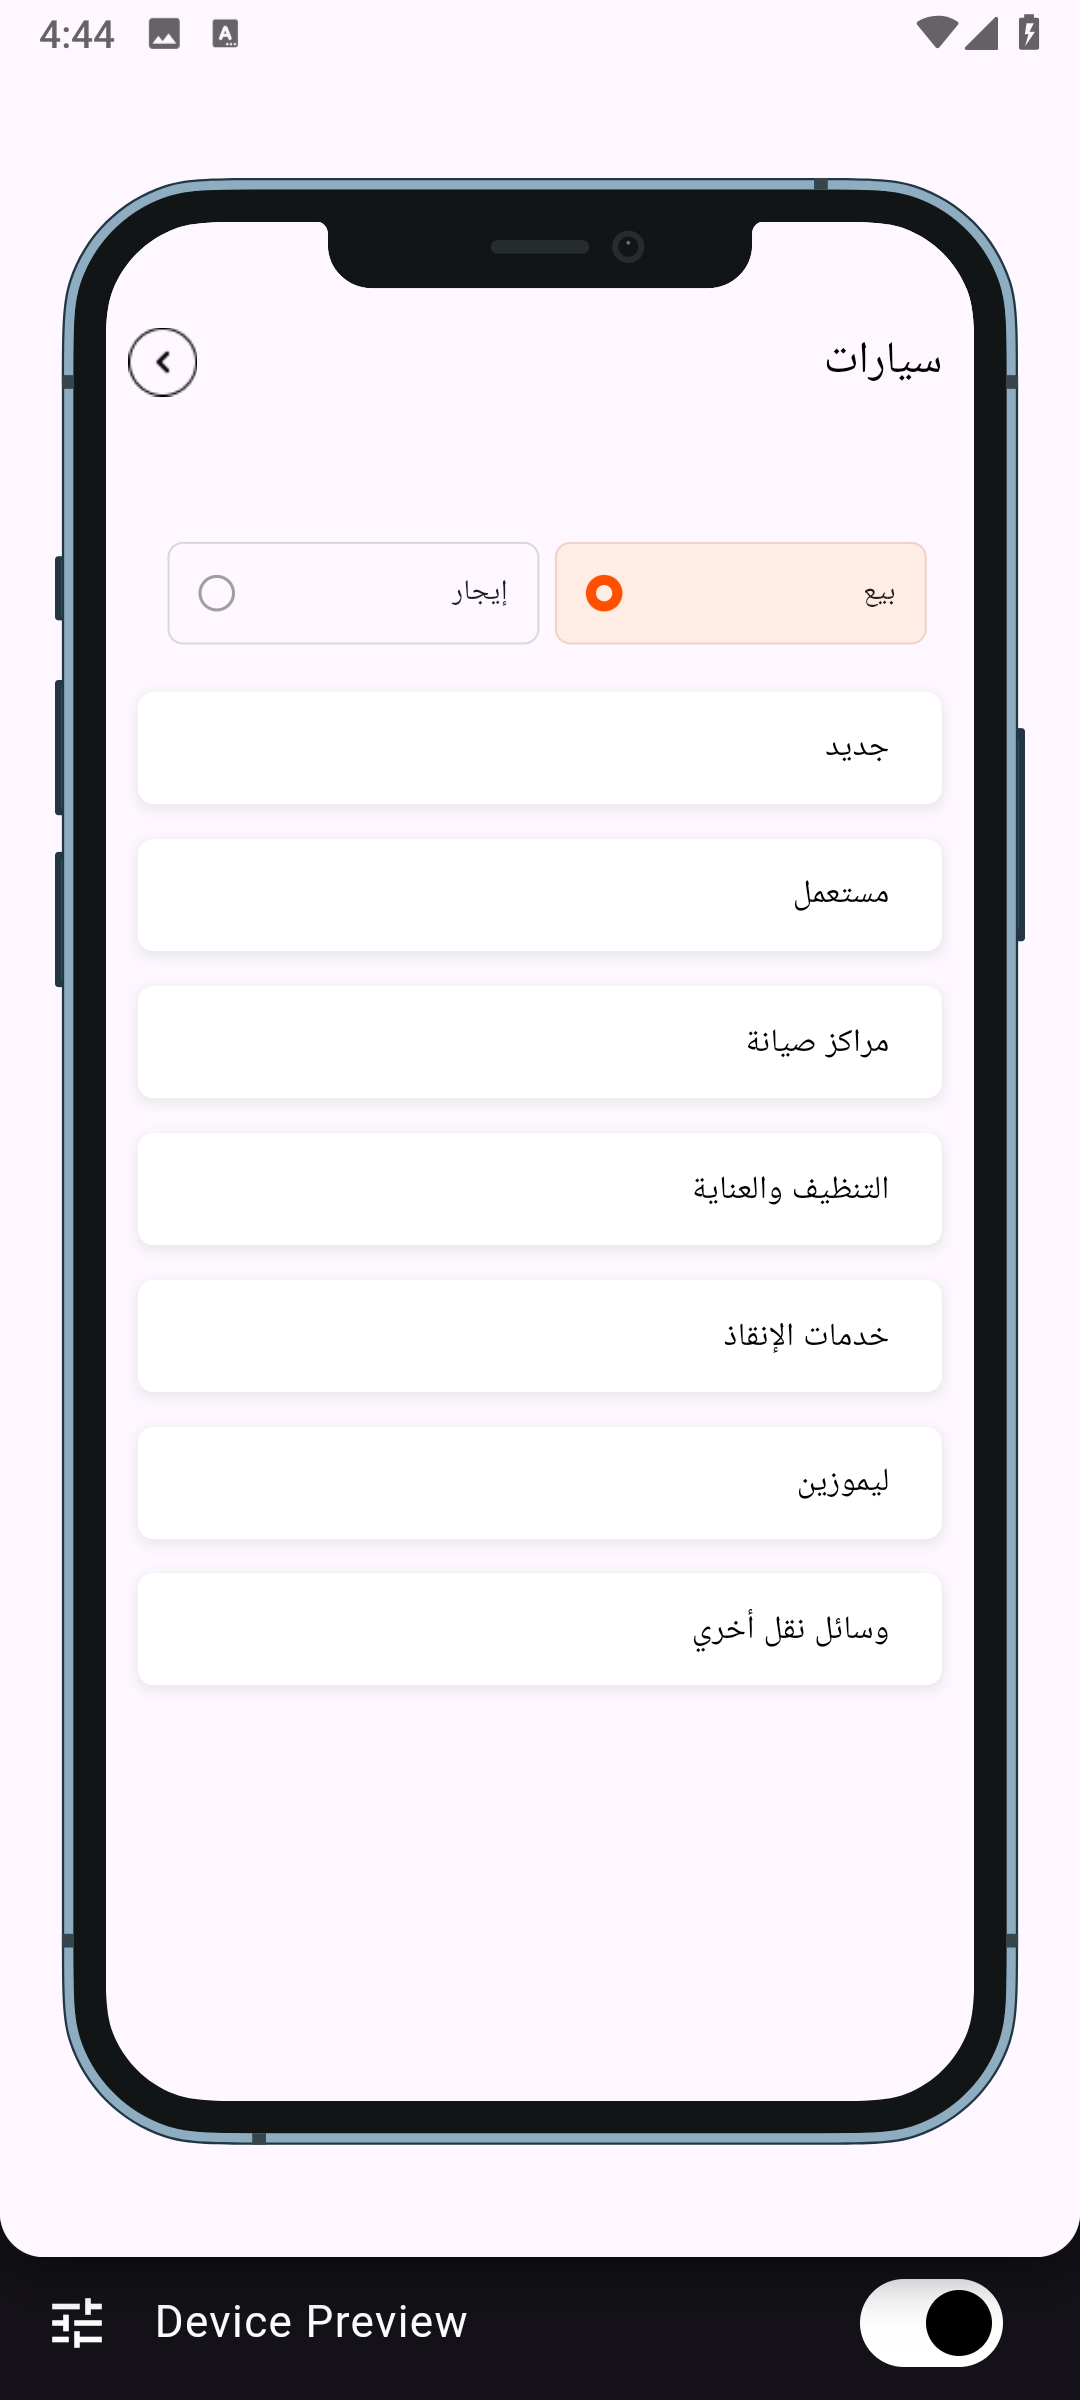 4:44
سيارات
بيع
إيجار
جديد
مستعمل
مراكز صيانة
التنظيف والعناية
خدمات الإنقاذ
ليموزين
وسائل نقل أخري
Device Preview